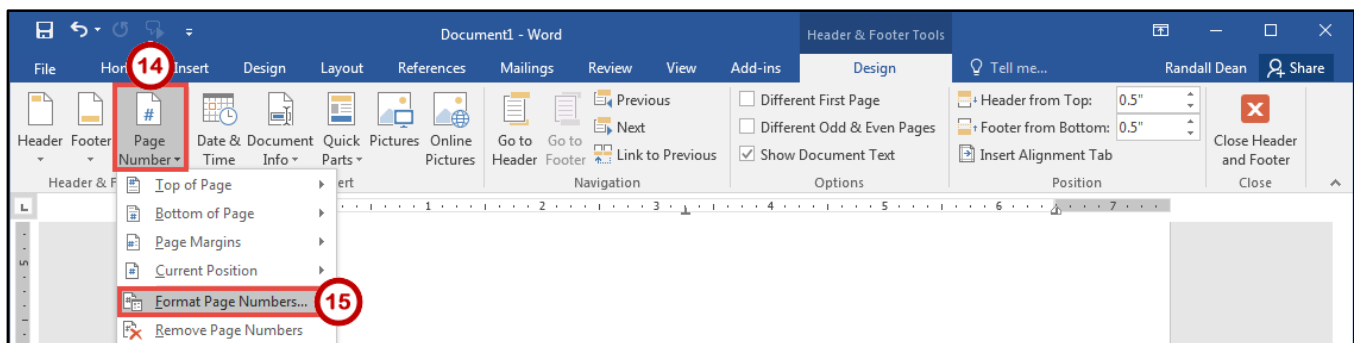 Document1 - Word
Header & Footer Tools
File
Insert
Design
Layout
References
Mailings
Review
View
Add-ins
Design
Tell me...
Randall Dean
Share
14
#
Header
Footer
Page
Number
Date &
Time
Document
Info
Quick
Parts
Pictures
Online
Pictures
Go to
Header
Go to
Footer
Previous
Next
Link to Previous
Different First Page
Different Odd & Even Pages
Show Document Text
Header from Top: 0.5"
Footer from Bottom: 0.5"
Insert Alignment Tab
Close Header
and Footer
Header & F
ert
Navigation
Options
Position
Close
Top of Page
Bottom of Page
Page Margins
Current Position
Format Page Numbers...
15
Remove Page Numbers
L
1 2 3 4 5 6 7
5